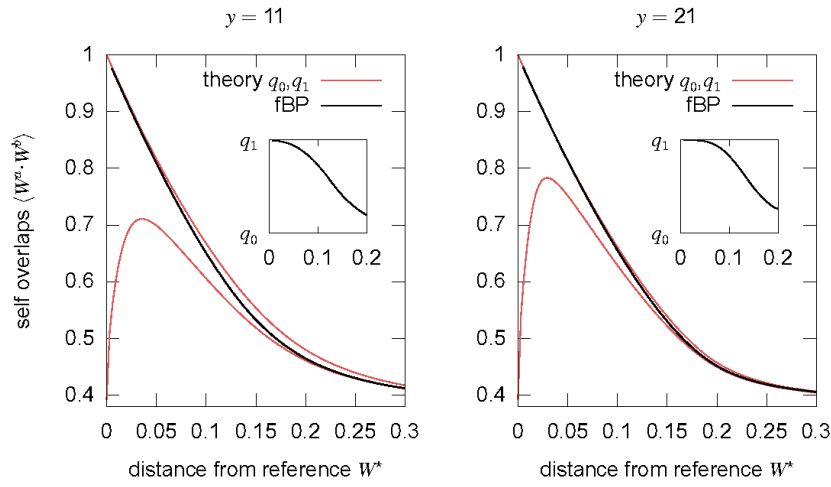 y = 11
y = 21
self overlaps ⟨Wᵃ·Wᵇ⟩
1
0.9
0.8
0.7
0.6
0.5
0.4
theory q₀,q₁
fBP
q₁
q₀
0
0.1
0.2
0
0.05
0.1
0.15
0.2
0.25
0.3
distance from reference W*
1
0.9
0.8
0.7
0.6
0.5
0.4
theory q₀,q₁
fBP
q₁
q₀
0
0.1
0.2
0
0.05
0.1
0.15
0.2
0.25
0.3
distance from reference W*